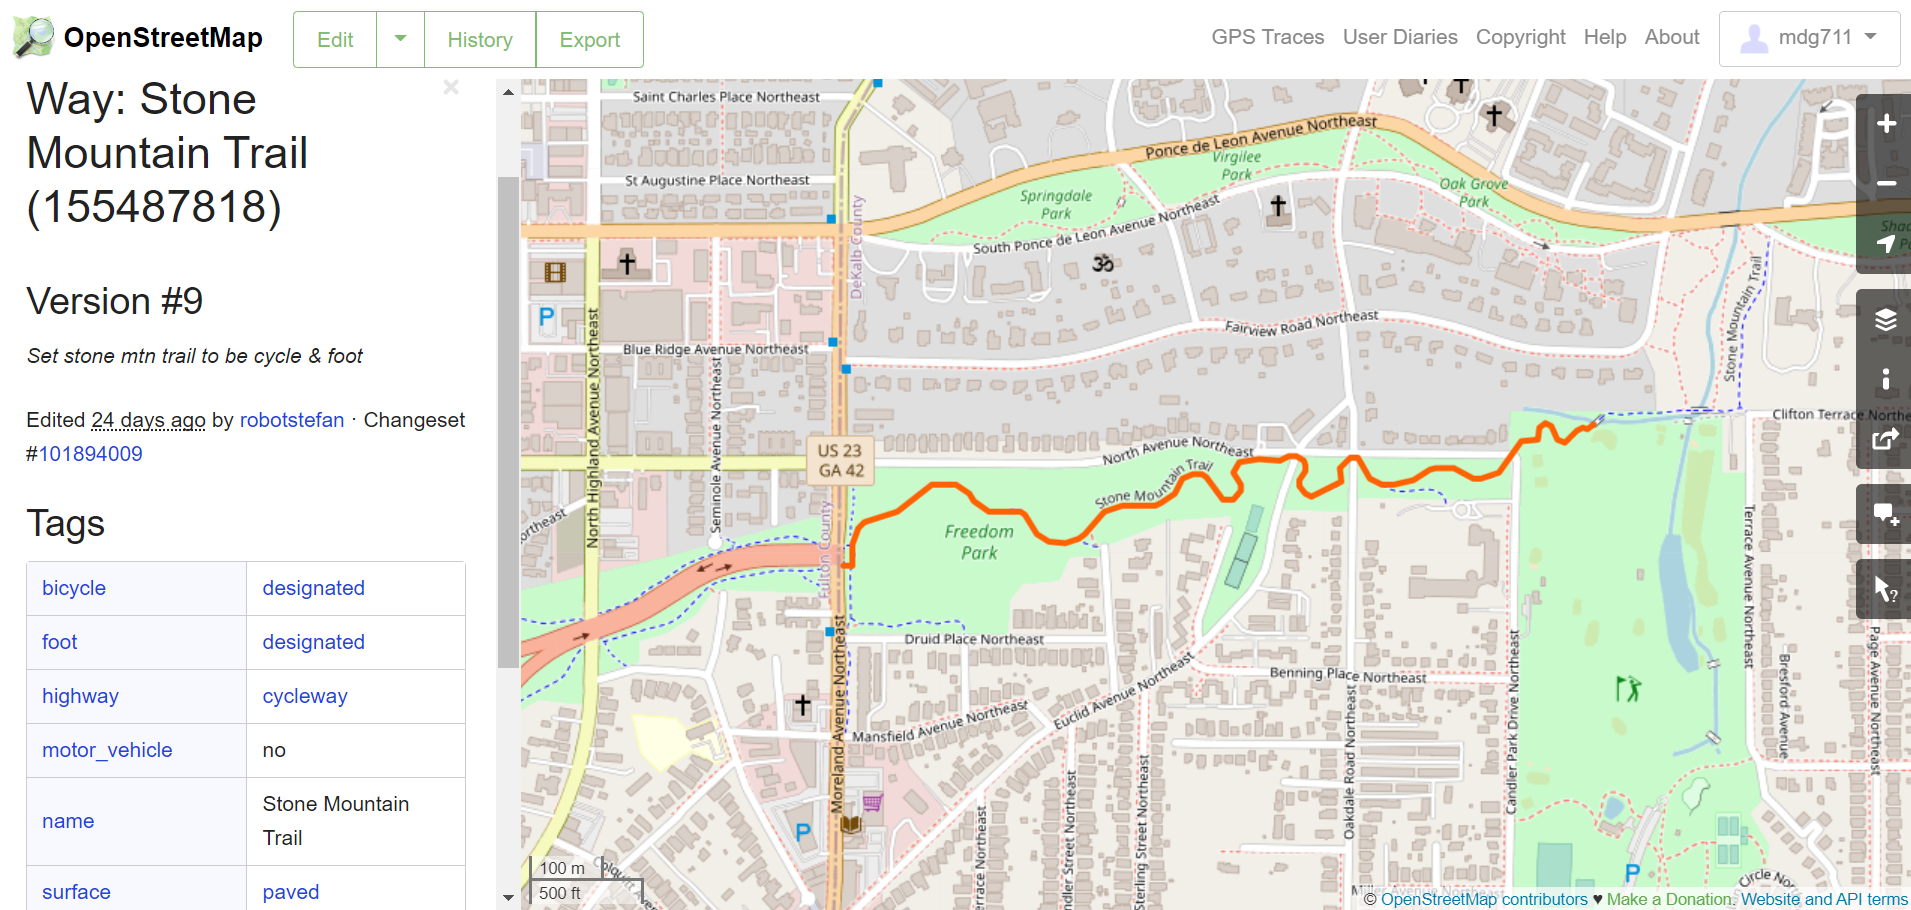 OpenStreetMap
Edit
History
Export
GPS Traces
User Diaries
Copyright
Help
About
mdg711
Way: Stone
Mountain Trail
(155487818)
Version #9
Set stone mtn trail to be cycle & foot
Edited 24 days ago by robotstefan · Changeset
#101894009
Tags
bicycle designated
foot designated
highway cycleway
motor_vehicle no
name Stone Mountain
Trail
surface paved
Saint Charles Place Northeast
St Augustine Place Northeast
Ponce de Leon Avenue Northeast
Virgilee
Park
Springdale
Park
Oak Grove
Park
South Ponce de Leon Avenue Northeast
DeKalb County
P
Blue Ridge Avenue Northeast
Fairview Road Northeast
Stone Mountain Trail
North Highland Avenue Northeast
Seminole Avenue Northeast
Clifton Terrace Northe
US 23
GA 42
North Avenue Northeast
Stone Mountain Trail
Freedom
Park
Fulton County
Terrace Avenue Northeast
Druid Place Northeast
Benning Place Northeast
Euclid Avenue Northeast
Mansfield Avenue Northeast
Moreland Avenue Northeast
Candler Park Drive Northeast
Oakdale Road Northeast
Bresford Avenue
Page Avenue Northeast
P
errace Northeast
ndler Street Northeast
Sterling Street Northeast
P
Circle Nor
100 m
500 ft
© OpenStreetMap contributors ♥ Make a Donation. Website and API terms